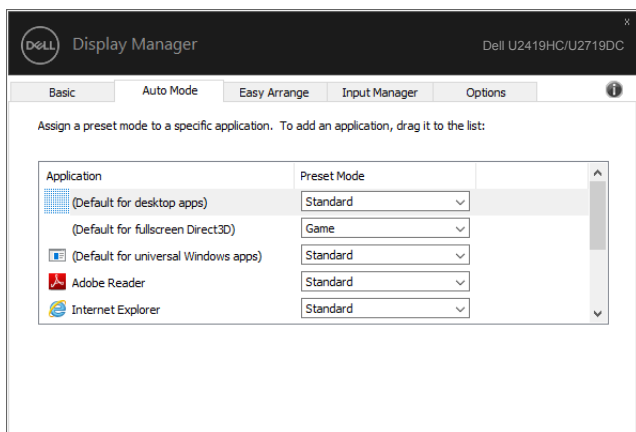 x
DELL Display Manager Dell U2419HC/U2719DC
Basic Auto Mode Easy Arrange Input Manager Options i
Assign a preset mode to a specific application. To add an application, drag it to the list:
Application Preset Mode
(Default for desktop apps) Standard
(Default for fullscreen Direct3D) Game
(Default for universal Windows apps) Standard
Adobe Reader Standard
Internet Explorer Standard